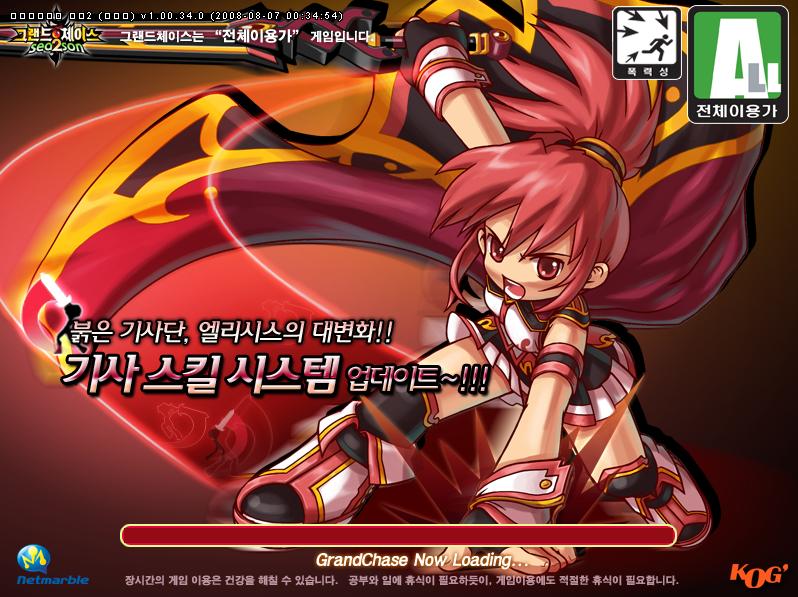 □□□□□□ □□2 (□□□) v1.00.34.0 (2008-08-07 00:34:54)
그랜드체이스
season2
그랜드체이스는 "전체이용가" 게임입니다.
폭력성
ALL
전체이용가
붉은 기사단, 엘리시스의 대변화!!
기사 스킬 시스템 업데이트~!!!
GrandChase Now Loading...
장시간의 게임 이용은 건강을 해칠 수 있습니다. 공부와 일에 휴식이 필요하듯이, 게임이용에도 적절한 휴식이 필요합니다.
Netmarble
KOG'